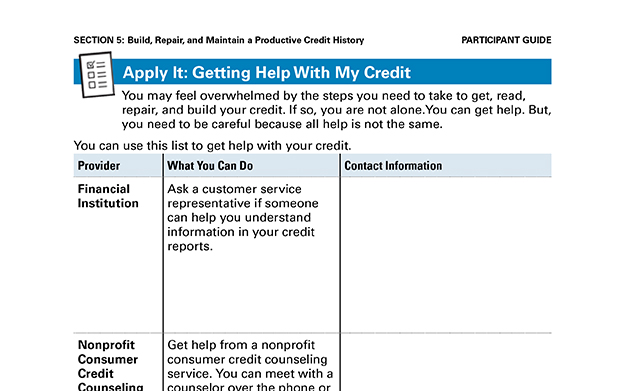 SECTION 5: Build, Repair, and Maintain a Productive Credit History PARTICIPANT GUIDE
Apply It: Getting Help With My Credit
You may feel overwhelmed by the steps you need to take to get, read,
repair, and build your credit. If so, you are not alone.You can get help. But,
you need to be careful because all help is not the same.
You can use this list to get help with your credit.
Provider What You Can Do Contact Information
Financial
Institution
Ask a customer service
representative if someone
can help you understand
information in your credit
reports.
Nonprofit
Consumer
Credit
Counseling
Get help from a nonprofit
consumer credit counseling
service. You can meet with a
counselor over the phone or